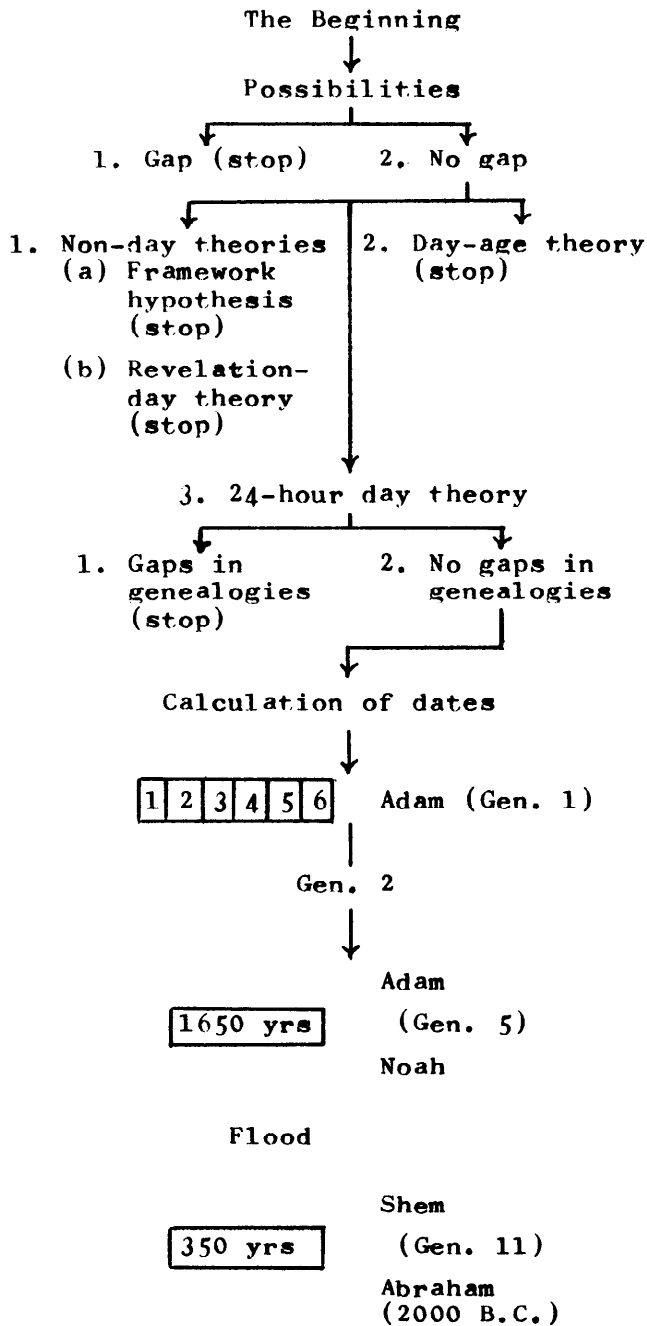 The Beginning
Possibilities
1. Gap (stop)
2. No gap
1. Non-day theories
(a) Framework
hypothesis
(stop)
(b) Revelation-
day theory
(stop)
2. Day-age theory
(stop)
3. 24-hour day theory
1. Gaps in
genealogies
(stop)
2. No gaps in
genealogies
Calculation of dates
1 2 3 4 5 6 Adam (Gen. 1)
Gen. 2
Adam
1650 yrs (Gen. 5)
Noah
Flood
Shem
350 yrs (Gen. 11)
Abraham
(2000 B.C.)